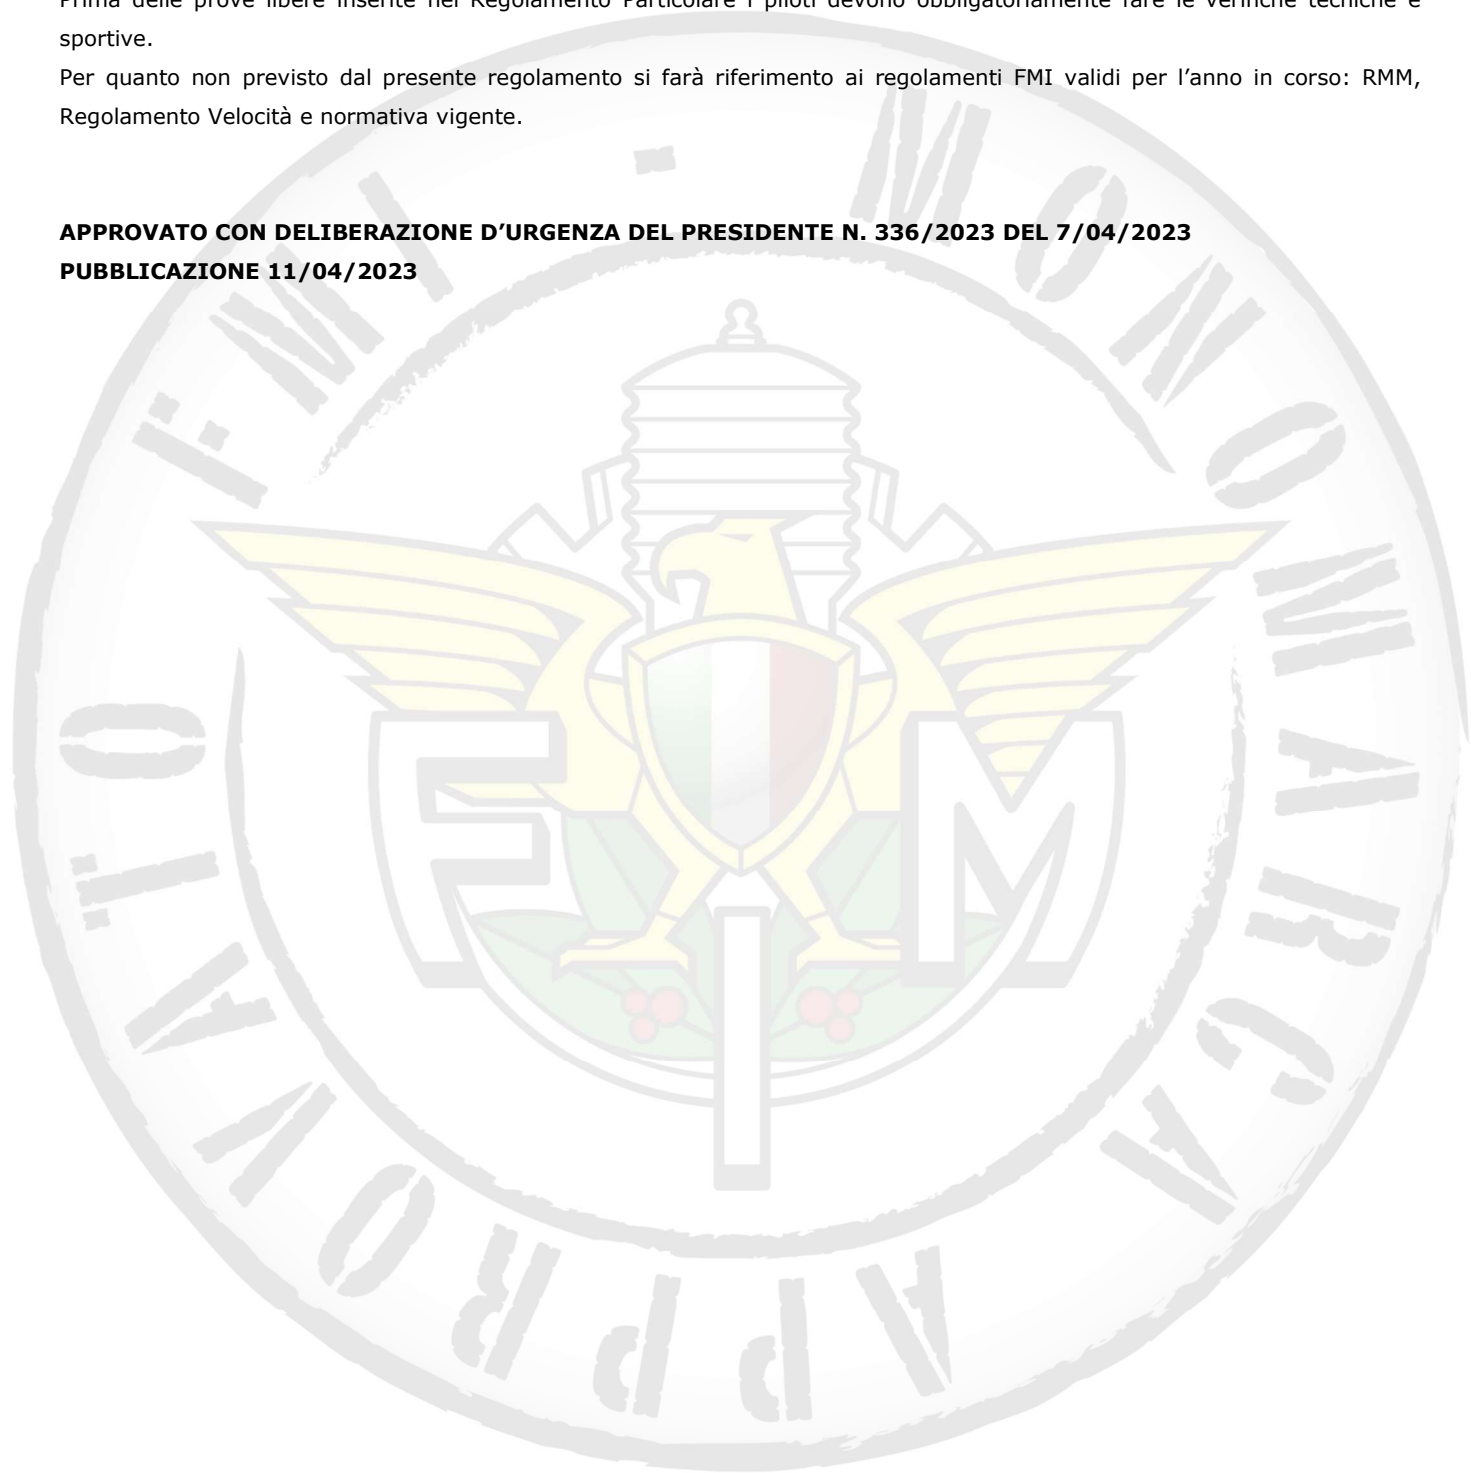 Prima delle prove libere inserite nel Regolamento Particolare i piloti devono obbligatoriamente fare le verifiche tecniche e
sportive.
Per quanto non previsto dal presente regolamento si farà riferimento ai regolamenti FMI validi per l’anno in corso: RMM,
Regolamento Velocità e normativa vigente.
APPROVATO CON DELIBERAZIONE D’URGENZA DEL PRESIDENTE N. 336/2023 DEL 7/04/2023
PUBBLICAZIONE 11/04/2023
FMI - MONOMARCA APPROVATO
FIM